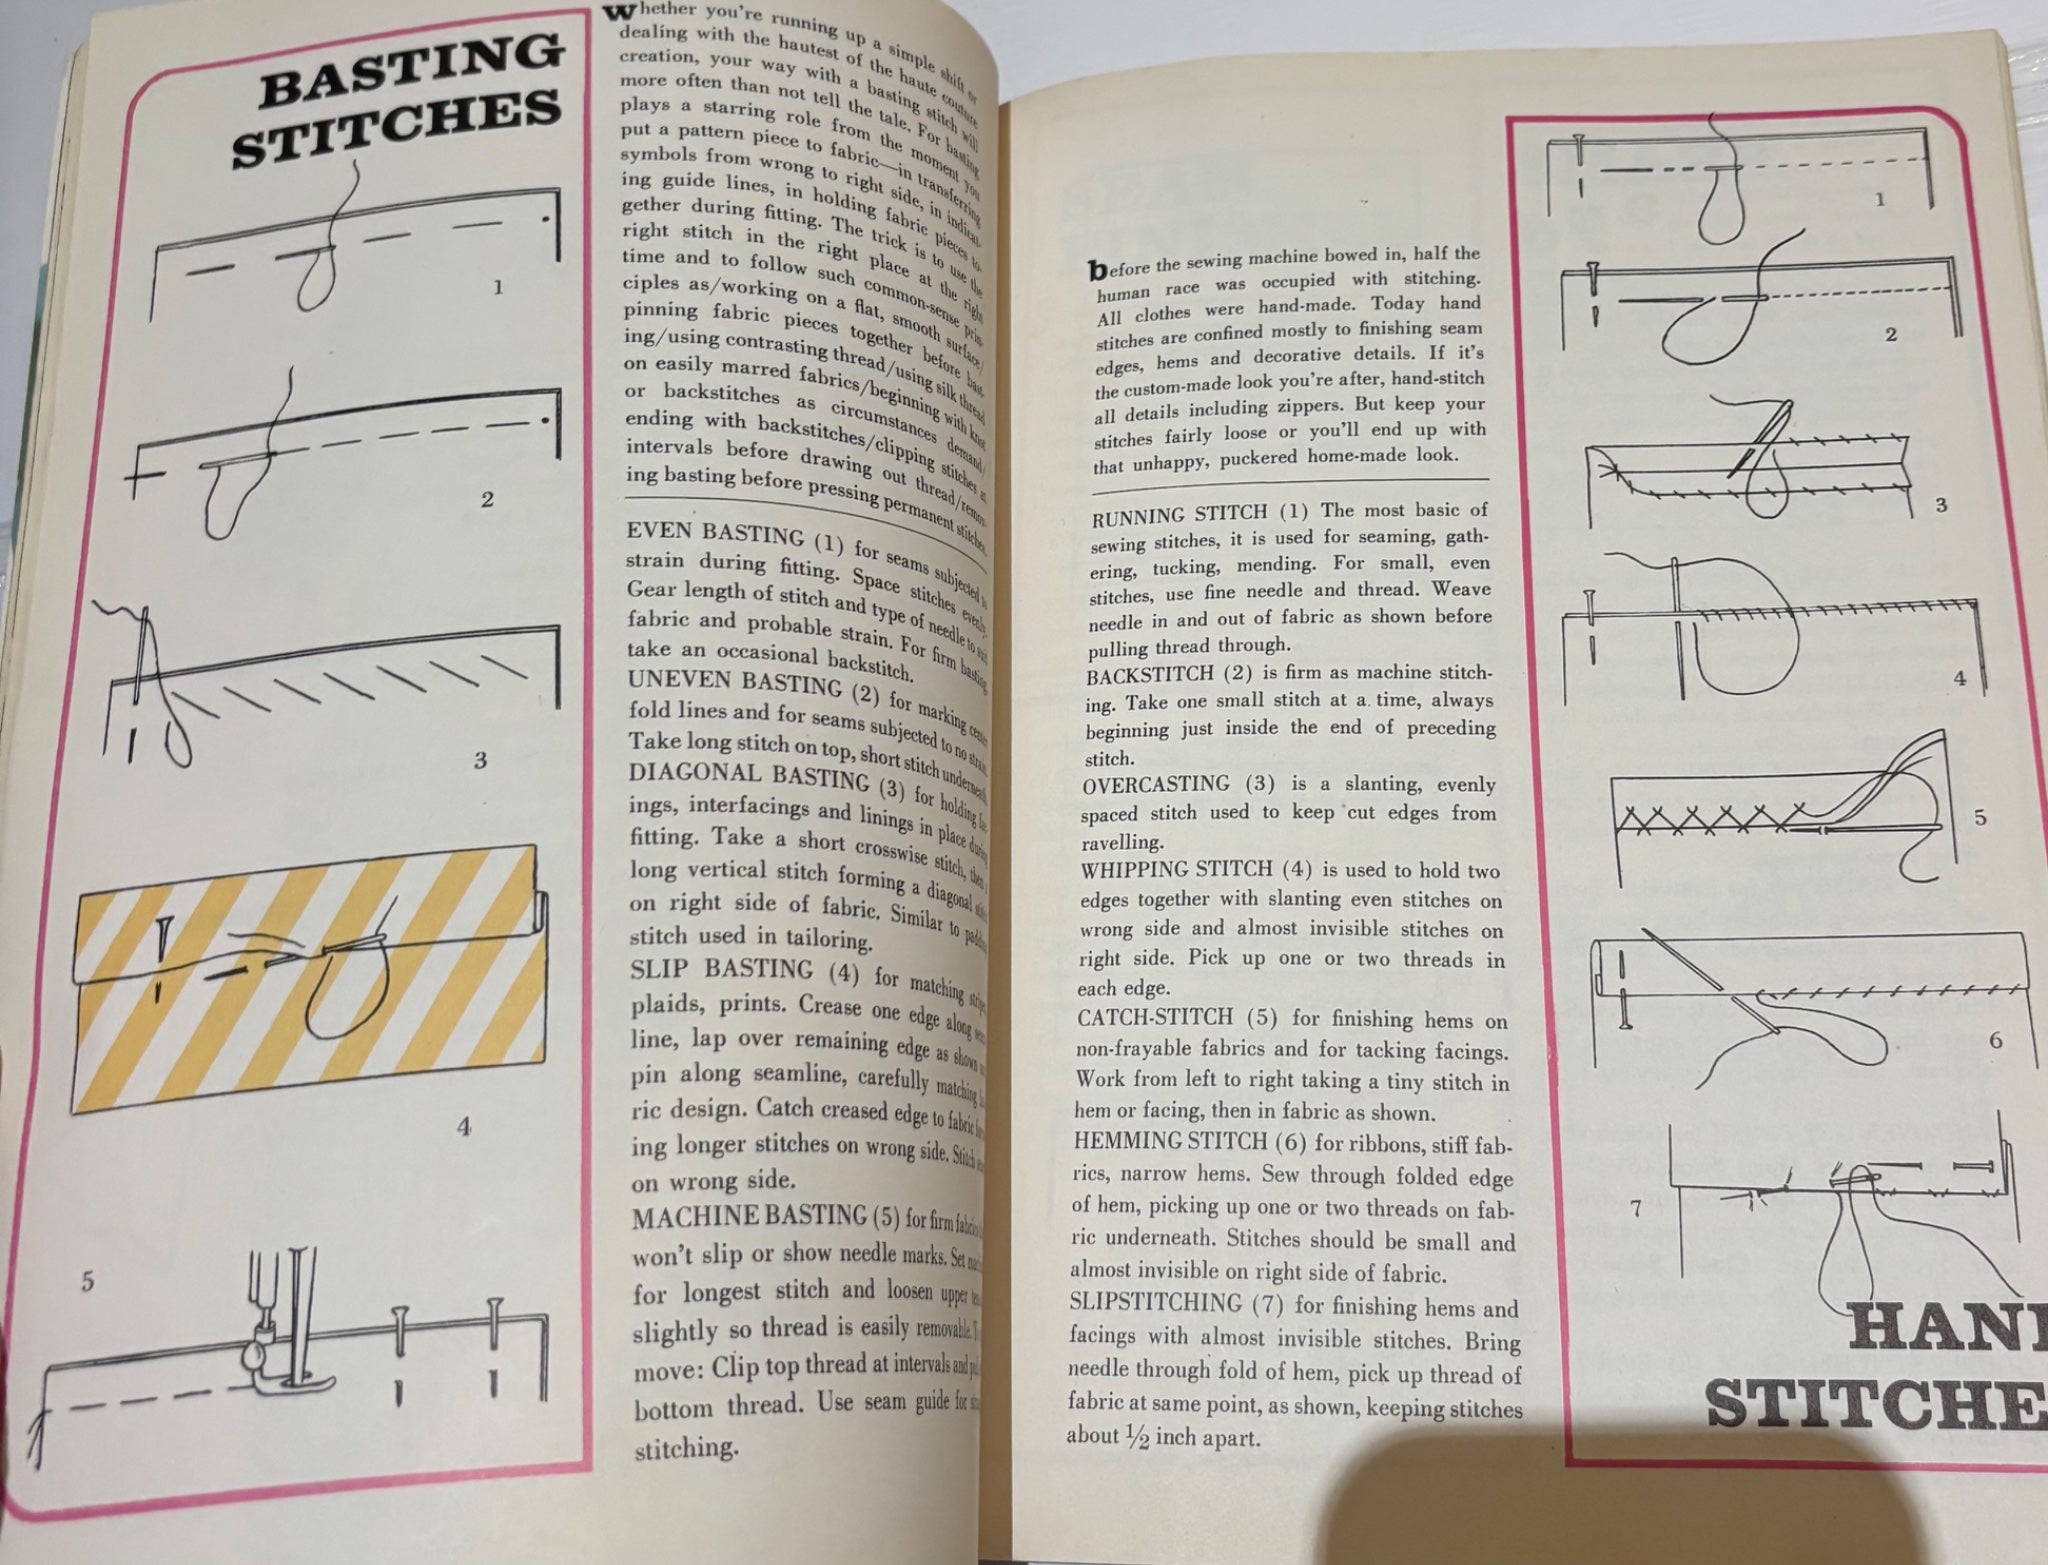 BASTING
STITCHES
1
2
3
4
5
whether you're running up a simple shift or
dealing with the hautest of the haute couture
creation, your way with a basting stitch will
more often than not tell the tale. For basting
plays a starring role from the moment you
put a pattern piece to fabric—in transferring
symbols from wrong to right side, in indicat-
ing guide lines, in holding fabric pieces to-
gether during fitting. The trick is to use the
right stitch in the right place at the right
time and to follow such common-sense prin-
ciples as/working on a flat, smooth surface/
pinning fabric pieces together before bast-
ing/using contrasting thread/using silk thread
on easily marred fabrics/beginning with knot
or backstitches as circumstances demand/
ending with backstitches/clipping stitches at
intervals before drawing out thread/remov-
ing basting before pressing permanent stitches.
EVEN BASTING (1) for seams subjected to
strain during fitting. Space stitches evenly.
Gear length of stitch and type of needle to suit
fabric and probable strain. For firm basting,
take an occasional backstitch.
UNEVEN BASTING (2) for marking center
fold lines and for seams subjected to no strain.
Take long stitch on top, short stitch underneath.
DIAGONAL BASTING (3) for holding
ings, interfacings and linings in place during
fitting. Take a short crosswise stitch, then
long vertical stitch forming a diagonal
on right side of fabric. Similar to
stitch used in tailoring.
SLIP BASTING (4) for matching stripes,
plaids, prints. Crease one edge along
line, lap over remaining edge as shown
pin along seamline, carefully matching
ric design. Catch creased edge to fabric
ing longer stitches on wrong side. Stitch
on wrong side.
MACHINE BASTING (5) for firm fabrics
won't slip or show needle marks. Set
for longest stitch and loosen upper
slightly so thread is easily removable.
move: Clip top thread at intervals and
bottom thread. Use seam guide for
stitching.
before the sewing machine bowed in, half the
human race was occupied with stitching.
All clothes were hand-made. Today hand
stitches are confined mostly to finishing seam
edges, hems and decorative details. If it's
the custom-made look you're after, hand-stitch
all details including zippers. But keep your
stitches fairly loose or you'll end up with
that unhappy, puckered home-made look.
RUNNING STITCH (1) The most basic of
sewing stitches, it is used for seaming, gath-
ering, tucking, mending. For small, even
stitches, use fine needle and thread. Weave
needle in and out of fabric as shown before
pulling thread through.
BACKSTITCH (2) is firm as machine stitch-
ing. Take one small stitch at a time, always
beginning just inside the end of preceding
stitch.
OVERCASTING (3) is a slanting, evenly
spaced stitch used to keep cut edges from
ravelling.
WHIPPING STITCH (4) is used to hold two
edges together with slanting even stitches on
wrong side and almost invisible stitches on
right side. Pick up one or two threads in
each edge.
CATCH-STITCH (5) for finishing hems on
non-frayable fabrics and for tacking facings.
Work from left to right taking a tiny stitch in
hem or facing, then in fabric as shown.
HEMMING STITCH (6) for ribbons, stiff fab-
rics, narrow hems. Sew through folded edge
of hem, picking up one or two threads on fab-
ric underneath. Stitches should be small and
almost invisible on right side of fabric.
SLIPSTITCHING (7) for finishing hems and
facings with almost invisible stitches. Bring
needle through fold of hem, pick up thread of
fabric at same point, as shown, keeping stitches
about ½ inch apart.
1
2
3
4
5
6
7
HAN
STITCHE